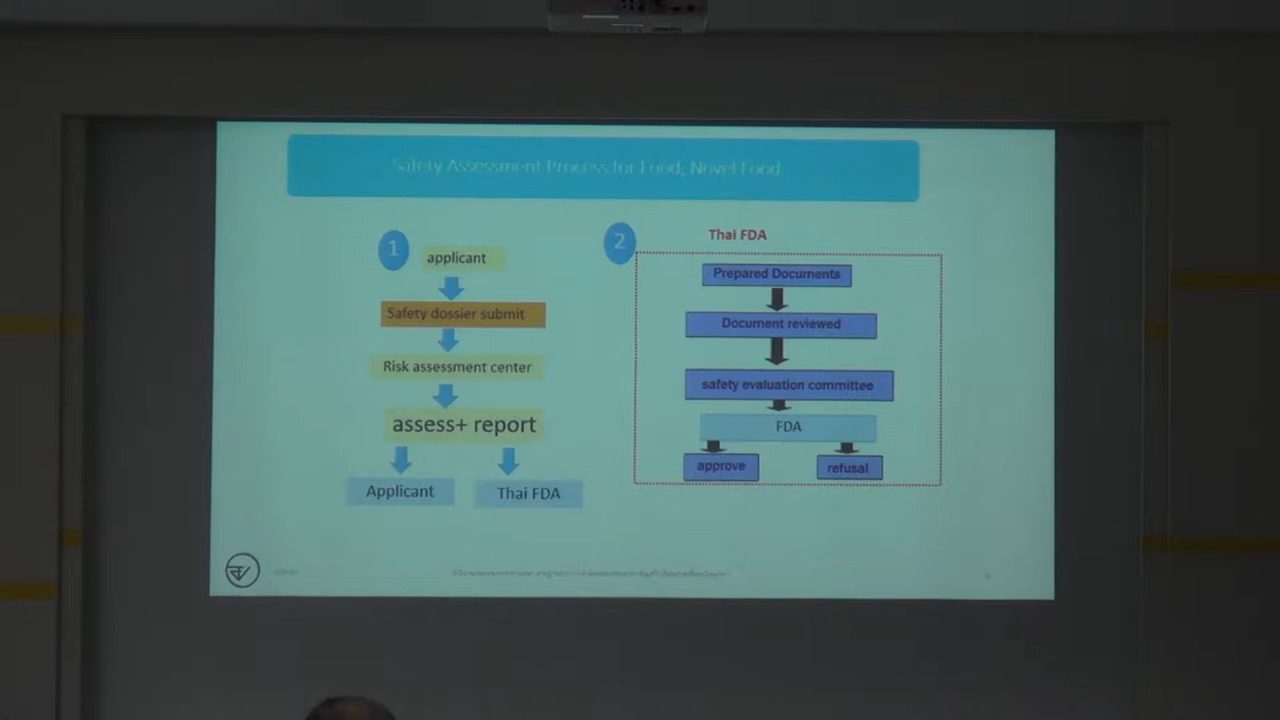 Safety Assessment Process for Food, Novel Food
1
applicant
Safety dossier submit
Risk assessment center
assess+ report
Applicant
Thai FDA
2
Thai FDA
Prepared Documents
Document reviewed
safety evaluation committee
FDA
approve
refusal